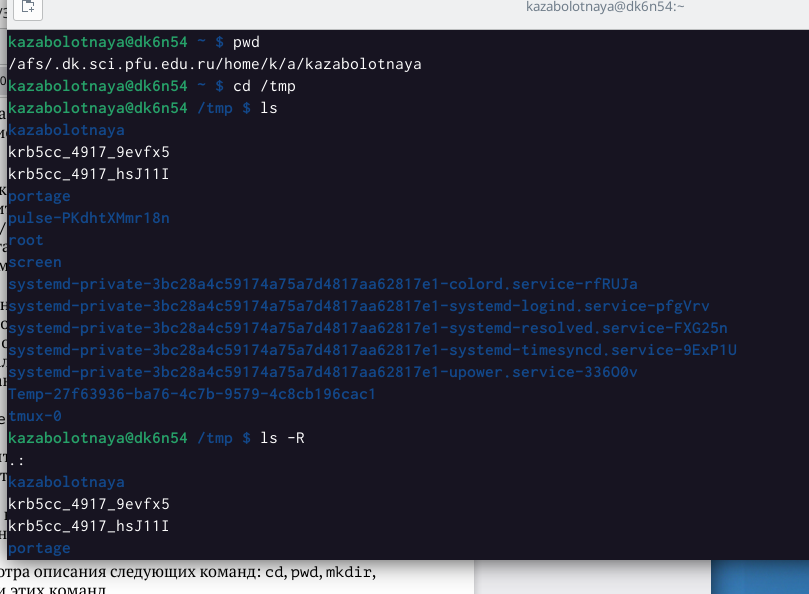 kazabolotnaya@dk6n54:~
kazabolotnaya@dk6n54 ~ $ pwd
/afs/.dk.sci.pfu.edu.ru/home/k/a/kazabolotnaya
kazabolotnaya@dk6n54 ~ $ cd /tmp
kazabolotnaya@dk6n54 /tmp $ ls
kazabolotnaya
krb5cc_4917_9evfx5
krb5cc_4917_hsJ11I
portage
pulse-PKdhtXMmr18n
root
screen
systemd-private-3bc28a4c59174a75a7d4817aa62817e1-colord.service-rfRUJa
systemd-private-3bc28a4c59174a75a7d4817aa62817e1-systemd-logind.service-pfgVrv
systemd-private-3bc28a4c59174a75a7d4817aa62817e1-systemd-resolved.service-FXG25n
systemd-private-3bc28a4c59174a75a7d4817aa62817e1-systemd-timesyncd.service-9ExP1U
systemd-private-3bc28a4c59174a75a7d4817aa62817e1-upower.service-336O0v
Temp-27f63936-ba76-4c7b-9579-4c8cb196cac1
tmux-0
kazabolotnaya@dk6n54 /tmp $ ls -R
.:
kazabolotnaya
krb5cc_4917_9evfx5
krb5cc_4917_hsJ11I
portage
отра описания следующих команд: cd, pwd, mkdir,
и этих команд